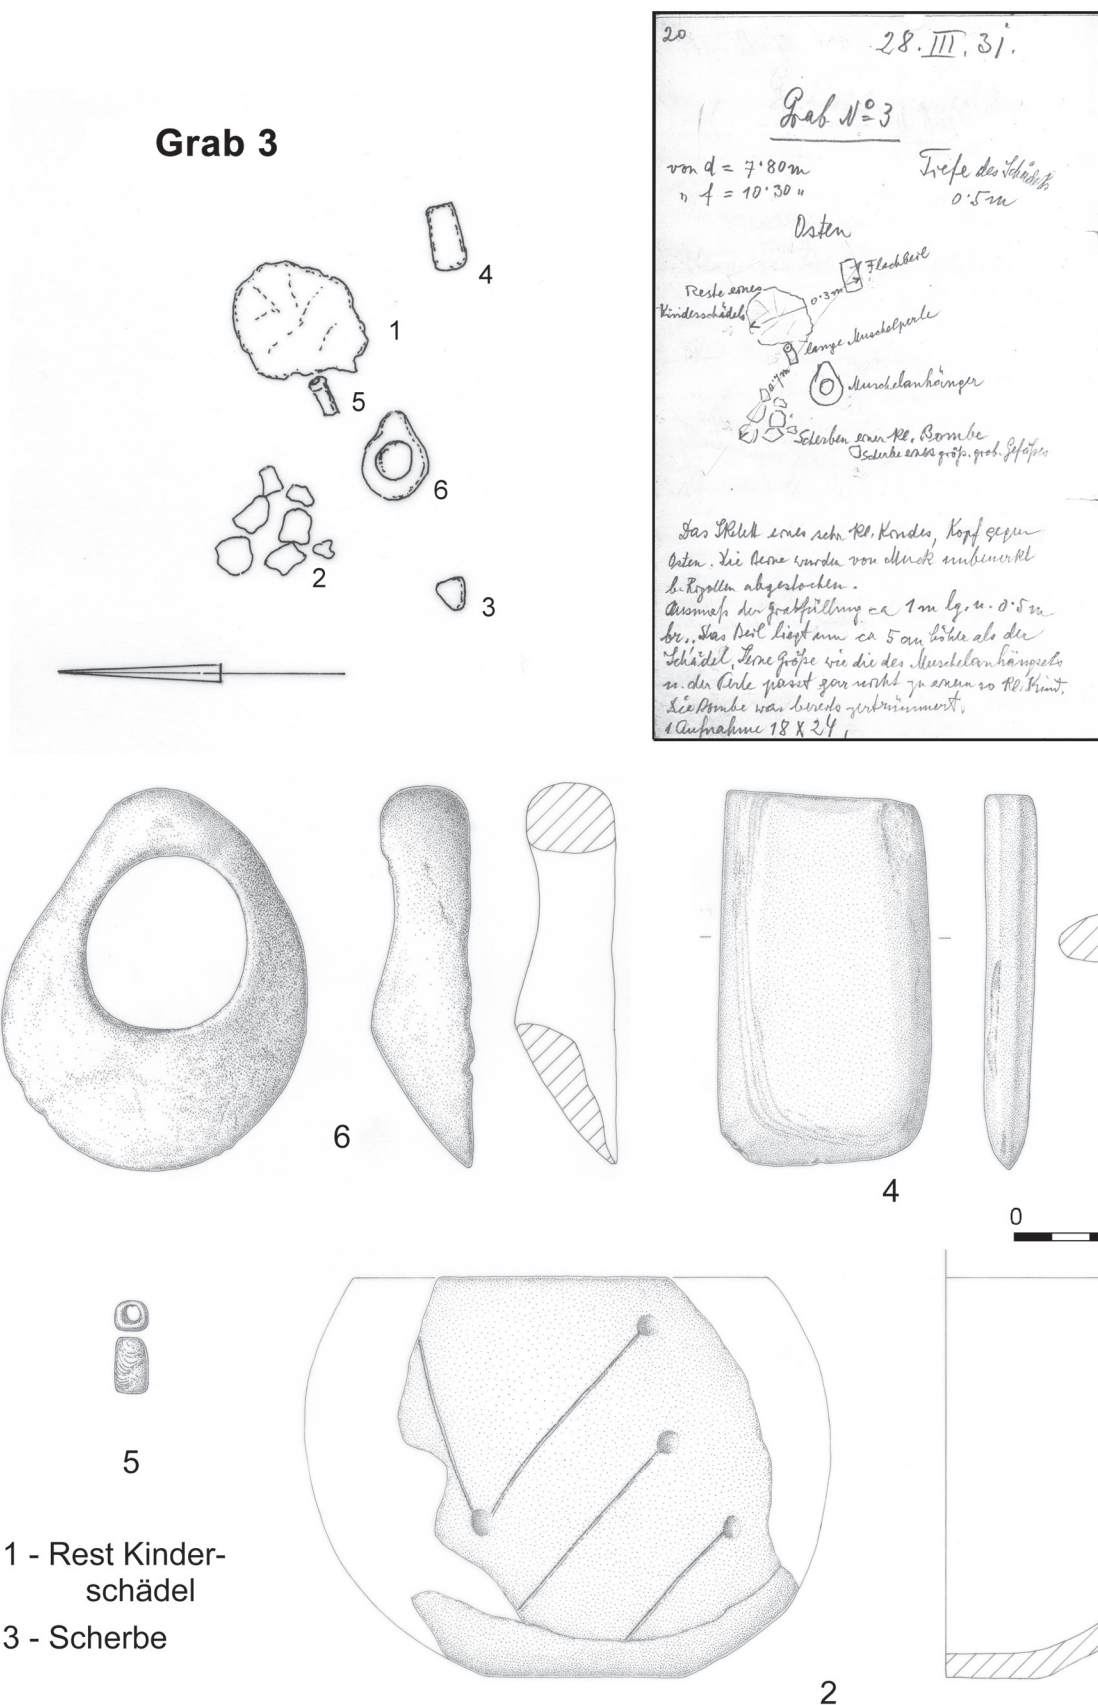 Grab 3
4
1
5
6
2
3
20
28. III. 31.
Grab No 3
von d = 7·80 m
" f = 10·30 "
Tiefe des Schädels
0·5 m
Osten
Flachbeil
0·3 m
Reste eines
Kindesschädels
lange Muschelperle
0·7 m
Muschelanhänger
Scherben einer kl. Bombe
Scherbe eines größ. grob. Gefäßes
Das Skelett eines sehr kl. Kindes, Kopf gegen
Osten. Die Beine wurden von Muck unbemerkt
b. Rigollen abgestochen.
Ausmaß der Grabfüllung ca 1 m lg. u. 0·5 m
br. Das Beil liegt um ca 5 cm höher als der
Schädel. Seine Größe wie die des Muschelanhängsels
u. der Perle passt gar nicht zu einem so kl. Kind.
Die Bombe war bereits zertrümmert.
1 Aufnahme 18 X 24
6
4
0
5
1 - Rest Kinder-
schädel
3 - Scherbe
2